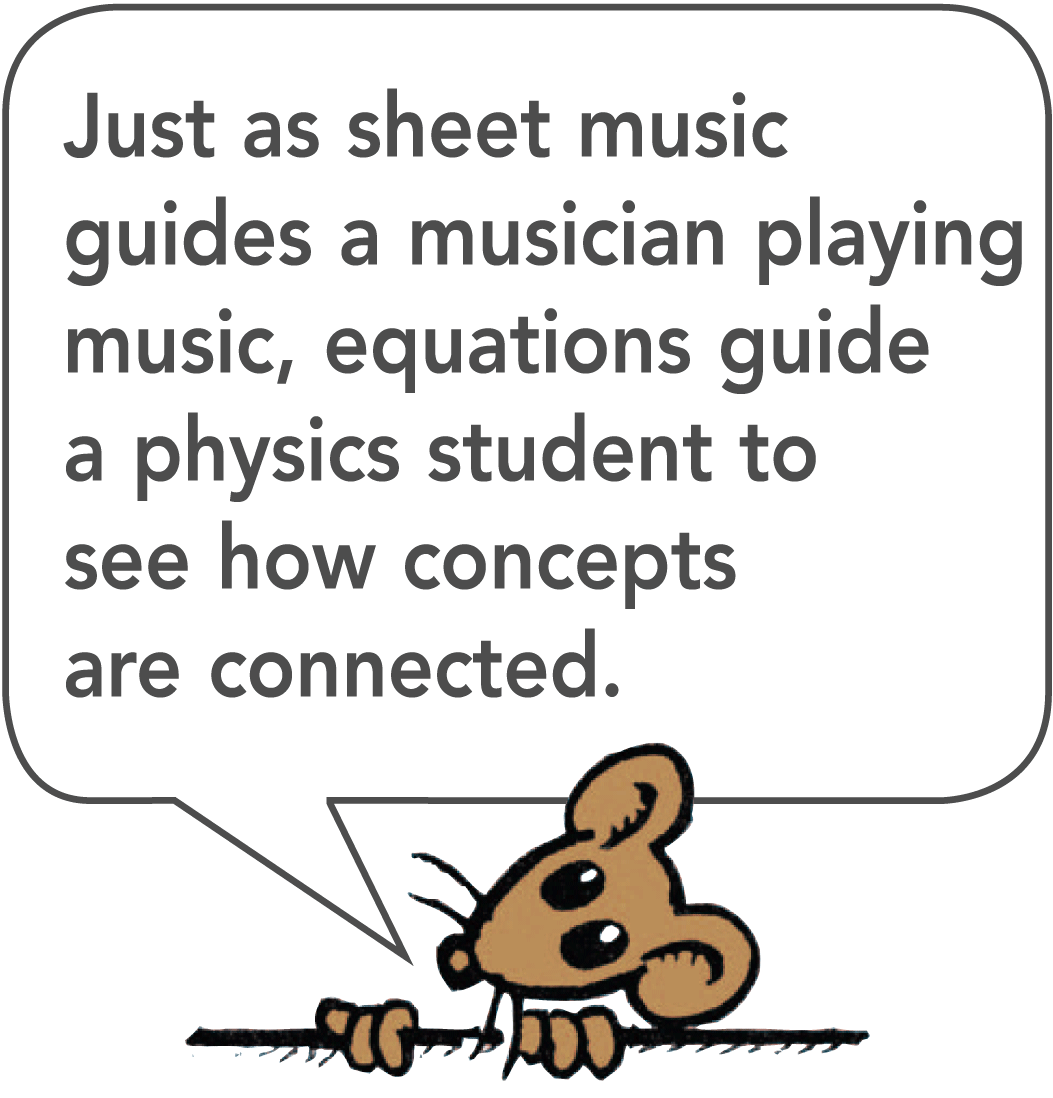 Just as sheet music
guides a musician playing
music, equations guide
a physics student to
see how concepts
are connected.